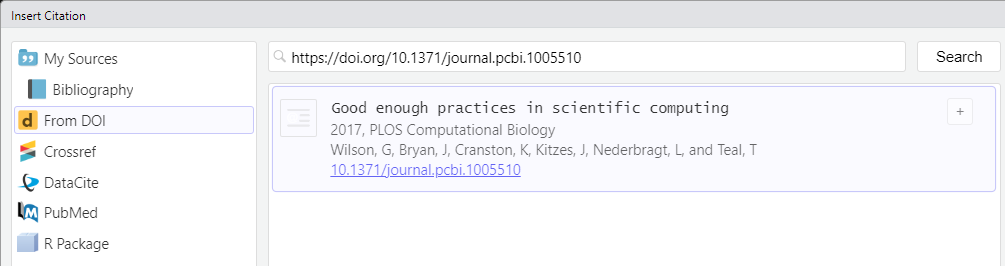 Insert Citation
My Sources
Bibliography
From DOI
Crossref
DataCite
PubMed
R Package
https://doi.org/10.1371/journal.pcbi.1005510
Search
Good enough practices in scientific computing
+
2017, PLOS Computational Biology
Wilson, G, Bryan, J, Cranston, K, Kitzes, J, Nederbragt, L, and Teal, T
10.1371/journal.pcbi.1005510